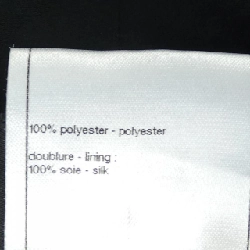 100% polyester - polyester
doublure - lining :
100% soie - silk